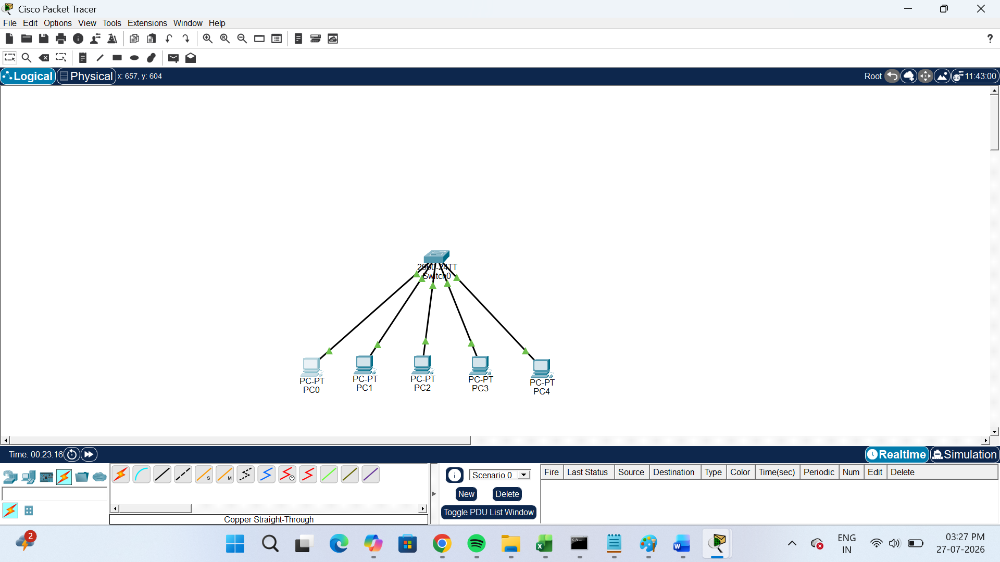 Cisco Packet Tracer
File Edit Options View Tools Extensions Window Help
?
Logical Physical x: 657, y: 604 Root 11:43:00
2960-24TT
Switch0
PC-PT PC-PT PC-PT PC-PT PC-PT
PC0 PC1 PC2 PC3 PC4
Time: 00:23:16 Realtime Simulation
S M
Scenario 0
New Delete
Toggle PDU List Window
Fire Last Status Source Destination Type Color Time(sec) Periodic Num Edit Delete
Copper Straight-Through
2
ENG
IN
03:27 PM
27-07-2026